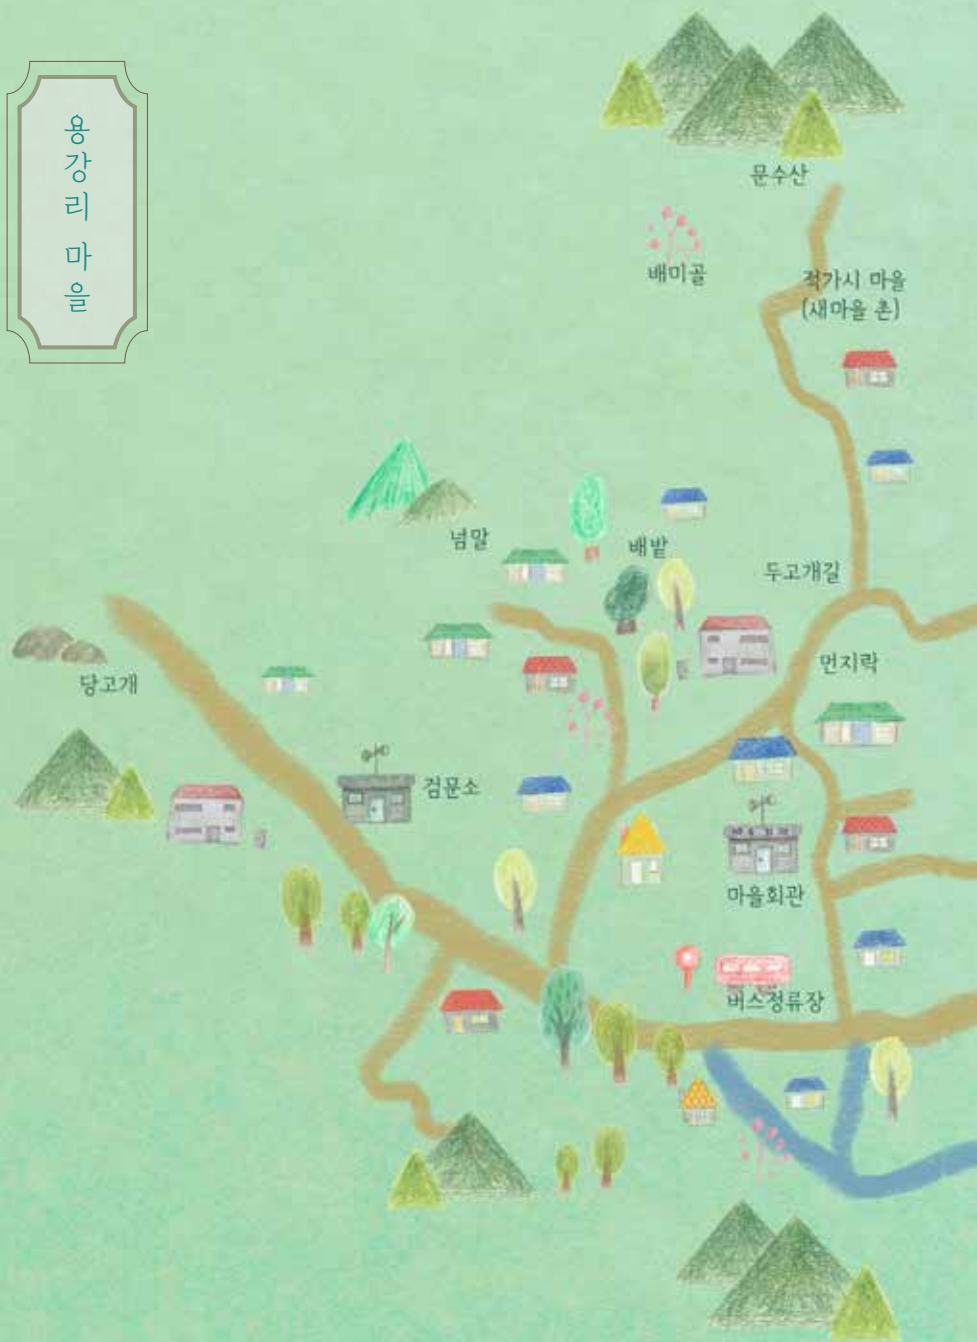 용강리 마을
문수산
배미골
적가시 마을
(새마을 촌)
넘말
배밭
두고개길
먼지락
당고개
검문소
마을회관
버스정류장